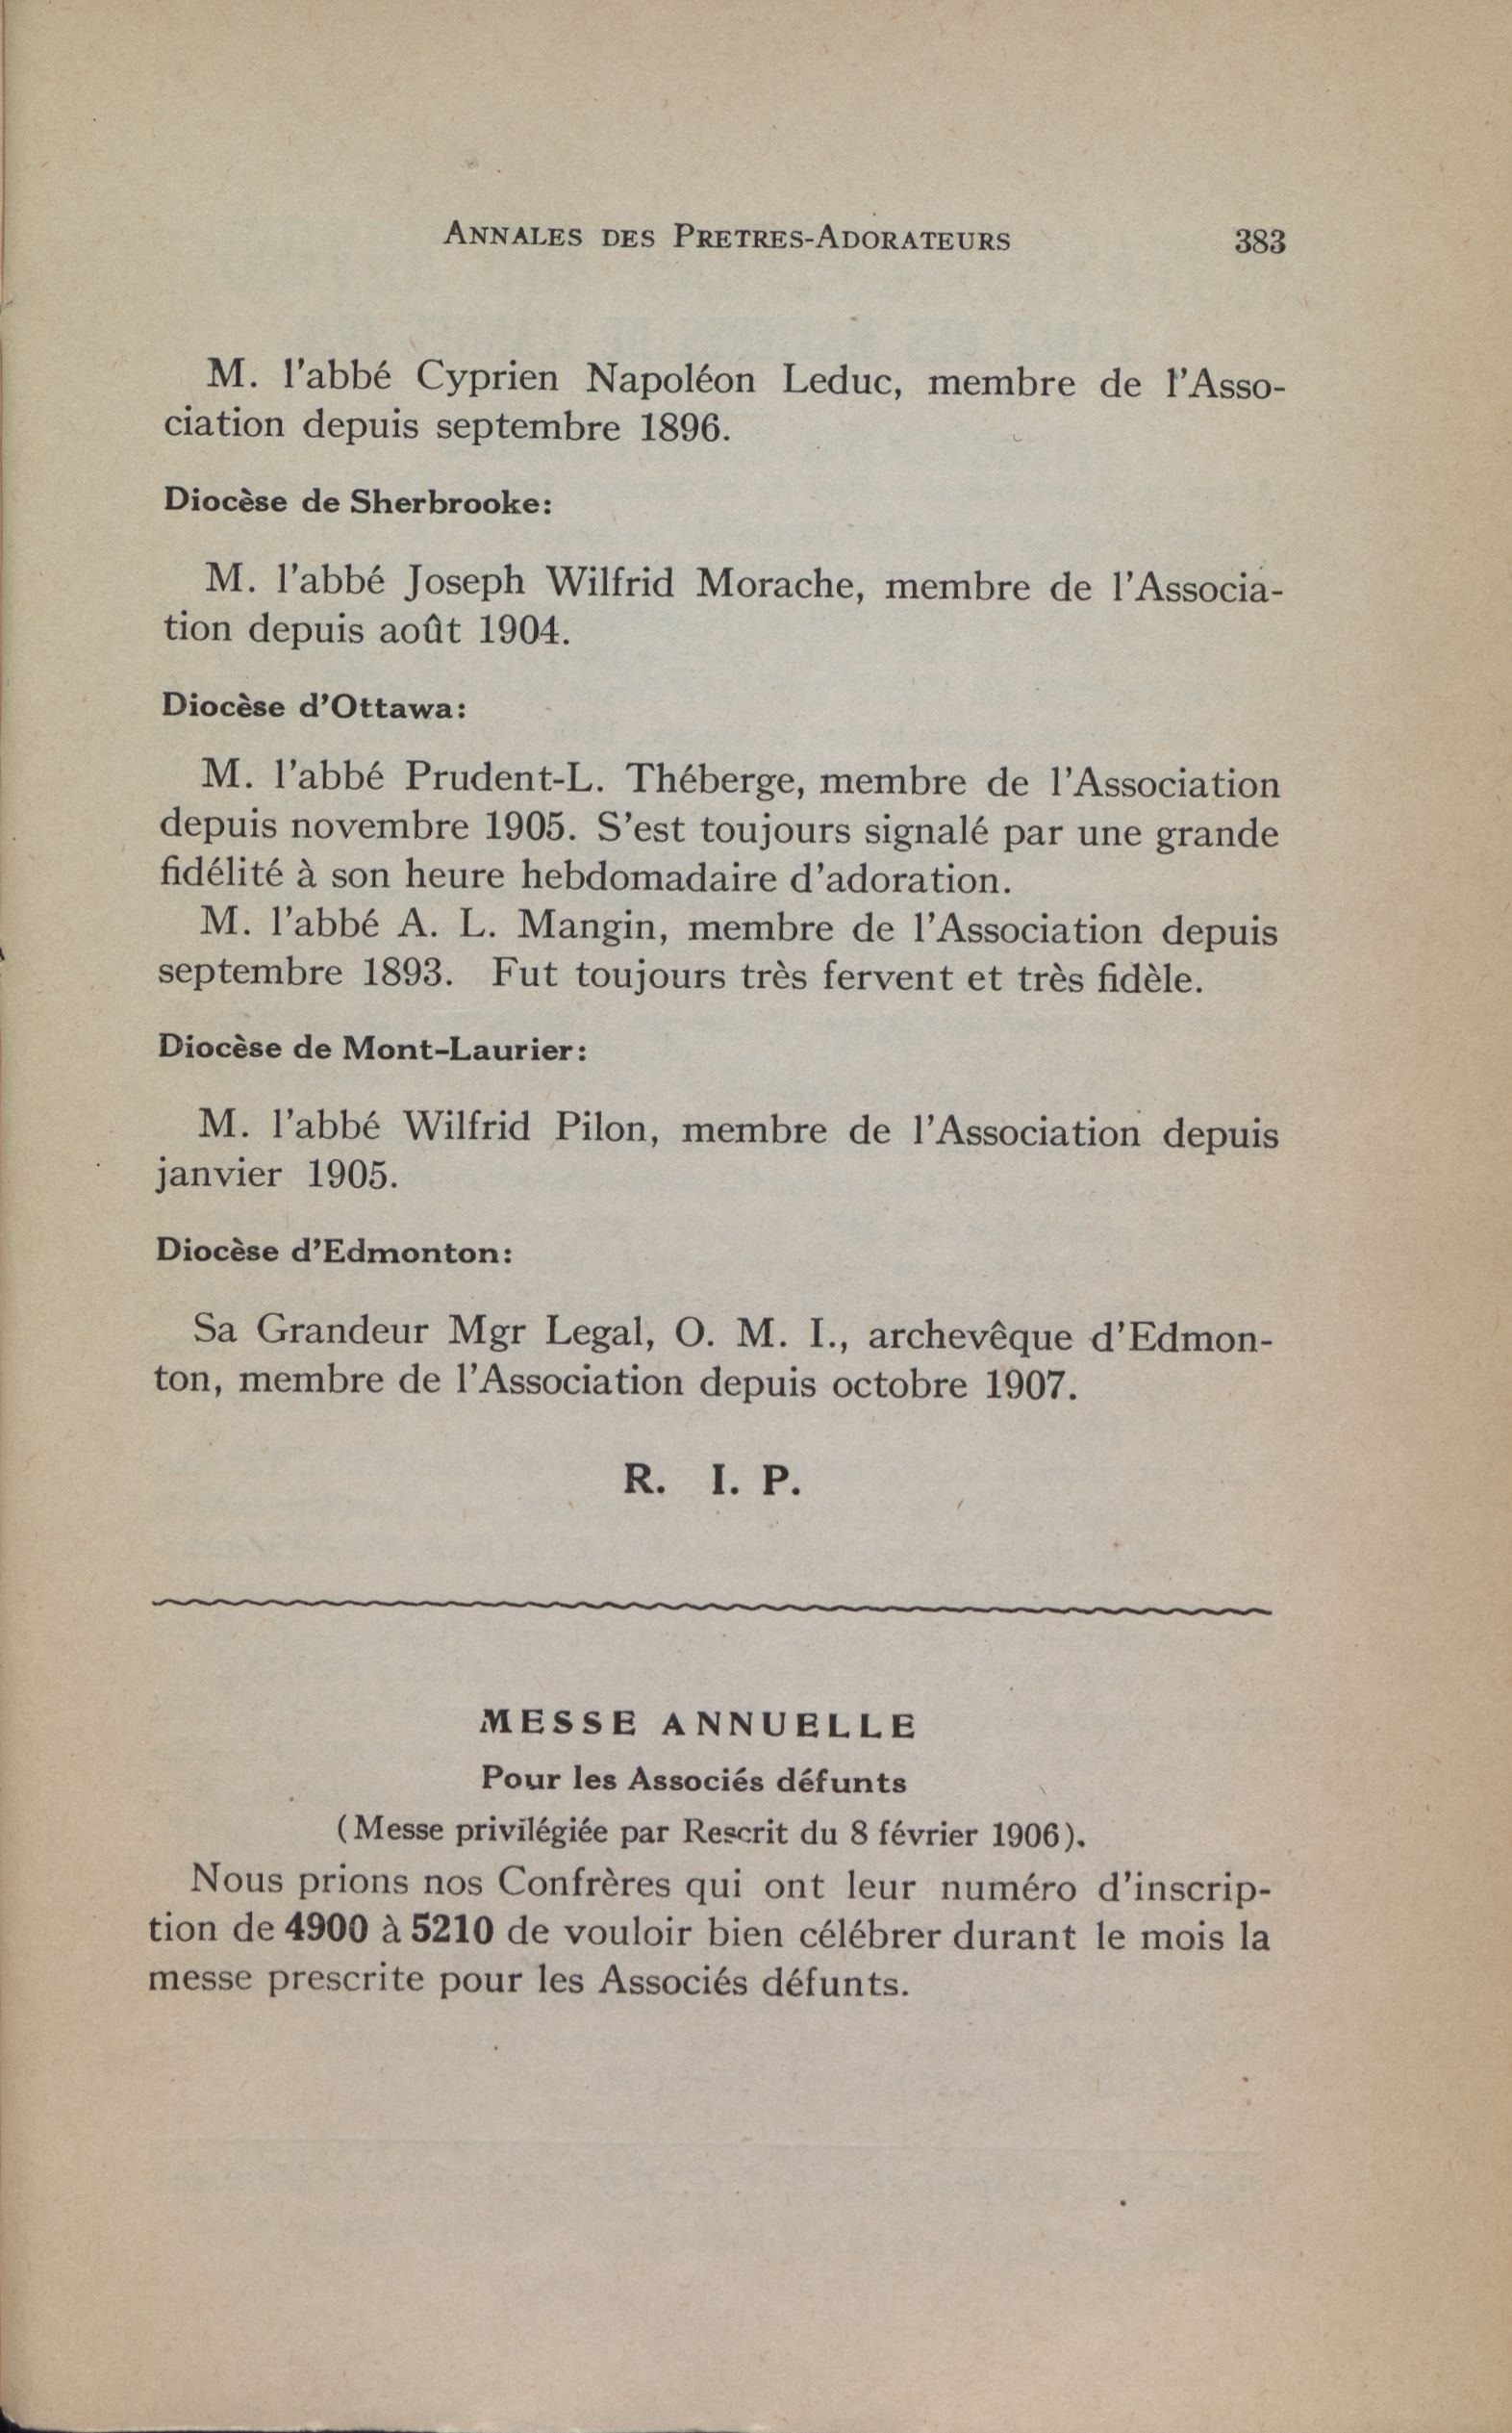 ANNALES DES PRETRES-ADORATEURS 383
M. l'abbé Cyprien Napoléon Leduc, membre de l'Asso-
ciation depuis septembre 1896.
Diocèse de Sherbrooke:
M. l'abbé Joseph Wilfrid Morache, membre de l'Associa-
tion depuis août 1904.
Diocèse d'Ottawa:
M. l'abbé Prudent-L. Théberge, membre de l'Association
depuis novembre 1905. S'est toujours signalé par une grande
fidélité à son heure hebdomadaire d'adoration.
M. l'abbé A. L. Mangin, membre de l'Association depuis
septembre 1893. Fut toujours très fervent et très fidèle.
Diocèse de Mont-Laurier:
M. l'abbé Wilfrid Pilon, membre de l'Association depuis
janvier 1905.
Diocèse d'Edmonton:
Sa Grandeur Mgr Legal, O. M. I., archevêque d'Edmon-
ton, membre de l'Association depuis octobre 1907.
R. I. P.
MESSE ANNUELLE
Pour les Associés défunts
(Messe privilégiée par Rescrit du 8 février 1906).
Nous prions nos Confrères qui ont leur numéro d'inscrip-
tion de 4900 à 5210 de vouloir bien célébrer durant le mois la
messe prescrite pour les Associés défunts.